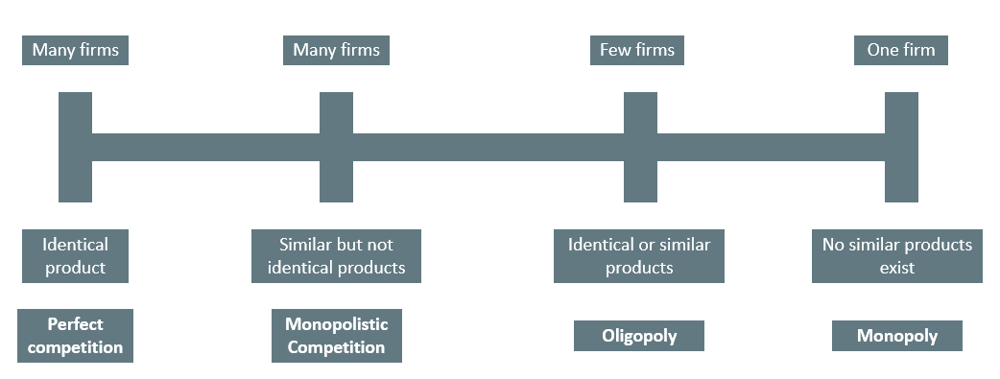 Many firms
Many firms
Few firms
One firm
Identical
product
Similar but not
identical products
Identical or similar
products
No similar products
exist
Perfect
competition
Monopolistic
Competition
Oligopoly
Monopoly